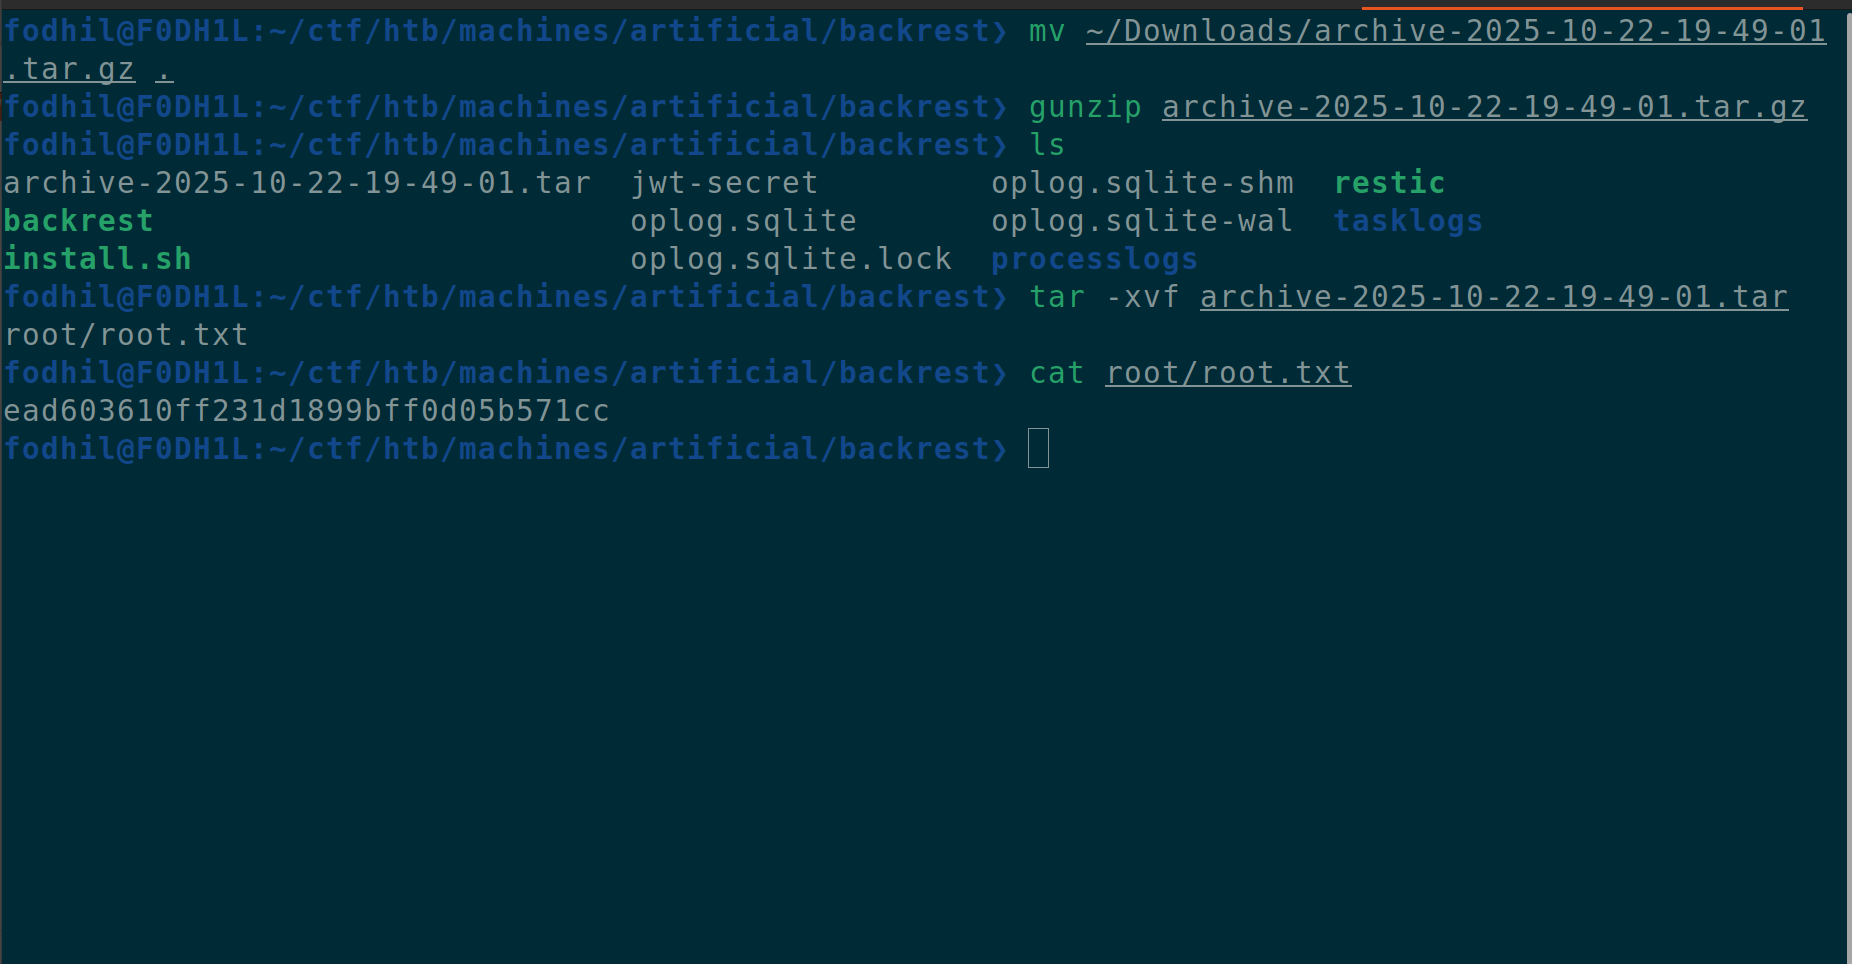 fodhil@F0DH1L:~/ctf/htb/machines/artificial/backrest❯ mv ~/Downloads/archive-2025-10-22-19-49-01
.tar.gz .
fodhil@F0DH1L:~/ctf/htb/machines/artificial/backrest❯ gunzip archive-2025-10-22-19-49-01.tar.gz
fodhil@F0DH1L:~/ctf/htb/machines/artificial/backrest❯ ls
archive-2025-10-22-19-49-01.tar  jwt-secret         oplog.sqlite-shm  restic
backrest                         oplog.sqlite       oplog.sqlite-wal  tasklogs
install.sh                       oplog.sqlite.lock  processlogs
fodhil@F0DH1L:~/ctf/htb/machines/artificial/backrest❯ tar -xvf archive-2025-10-22-19-49-01.tar
root/root.txt
fodhil@F0DH1L:~/ctf/htb/machines/artificial/backrest❯ cat root/root.txt
ead603610ff231d1899bff0d05b571cc
fodhil@F0DH1L:~/ctf/htb/machines/artificial/backrest❯